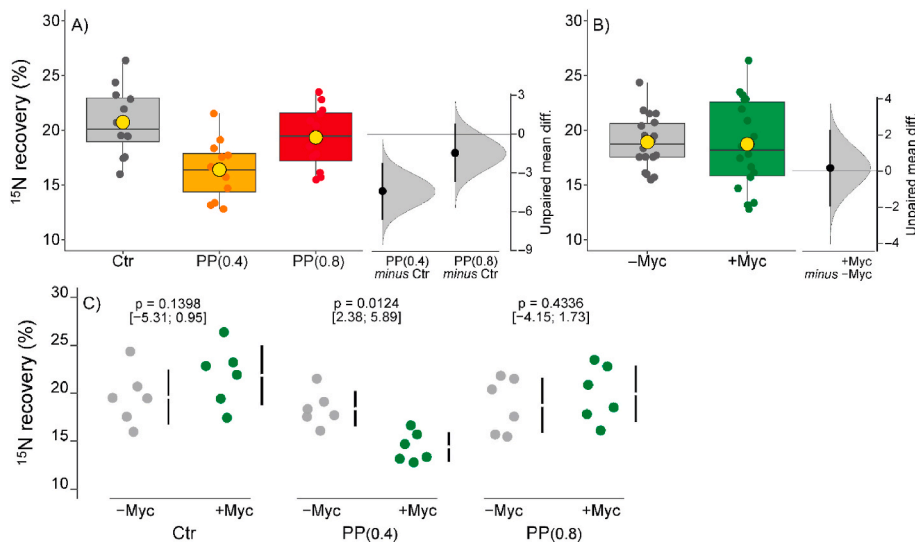 A)
30
25
20
15
10
¹⁵N recovery (%)
Ctr
PP(0.4)
PP(0.8)
3
0
−3
−6
−9
Unpaired mean diff.
PP(0.4)
minus Ctr
PP(0.8)
minus Ctr
B)
30
25
20
15
10
−Myc
+Myc
4
2
0
−2
−4
Unpaired mean diff.
+Myc
minus −Myc
C)
30
25
20
15
10
¹⁵N recovery (%)
p = 0.1398
[−5.31; 0.95]
p = 0.0124
[2.38; 5.89]
p = 0.4336
[−4.15; 1.73]
−Myc
+Myc
−Myc
+Myc
−Myc
+Myc
Ctr
PP(0.4)
PP(0.8)